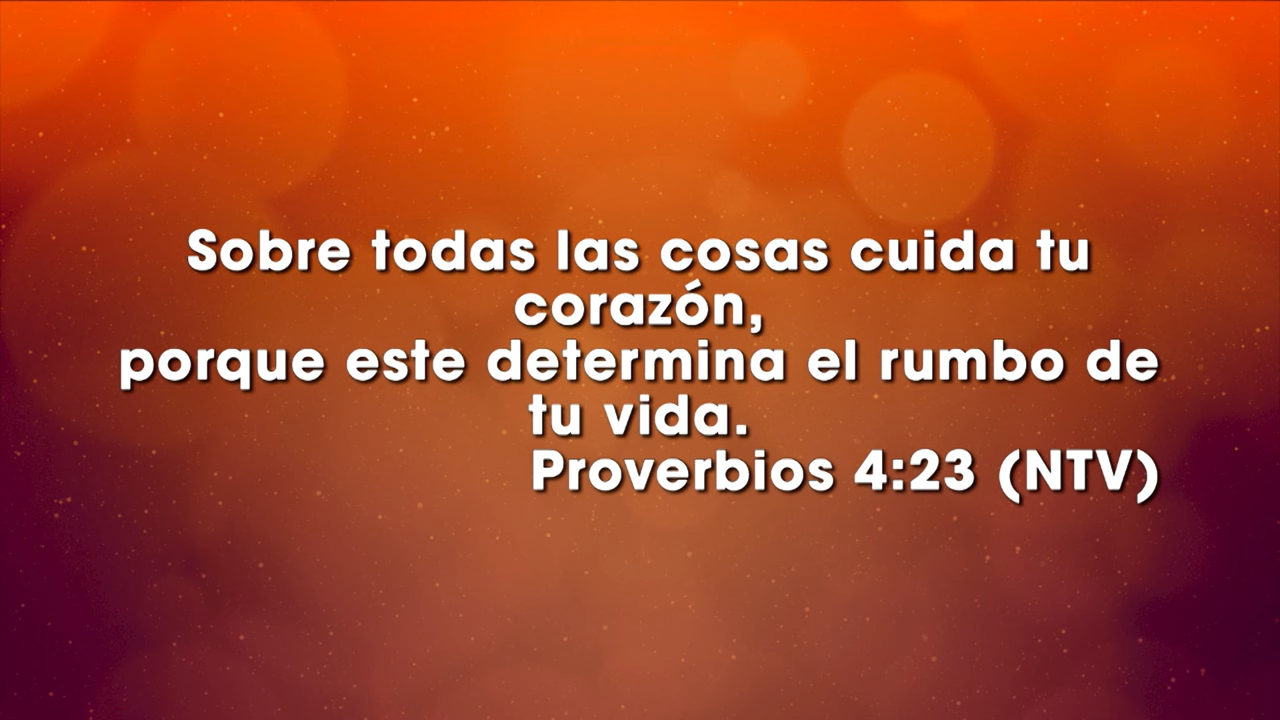 Sobre todas las cosas cuida tu
corazón,
porque este determina el rumbo de
tu vida.
Proverbios 4:23 (NTV)